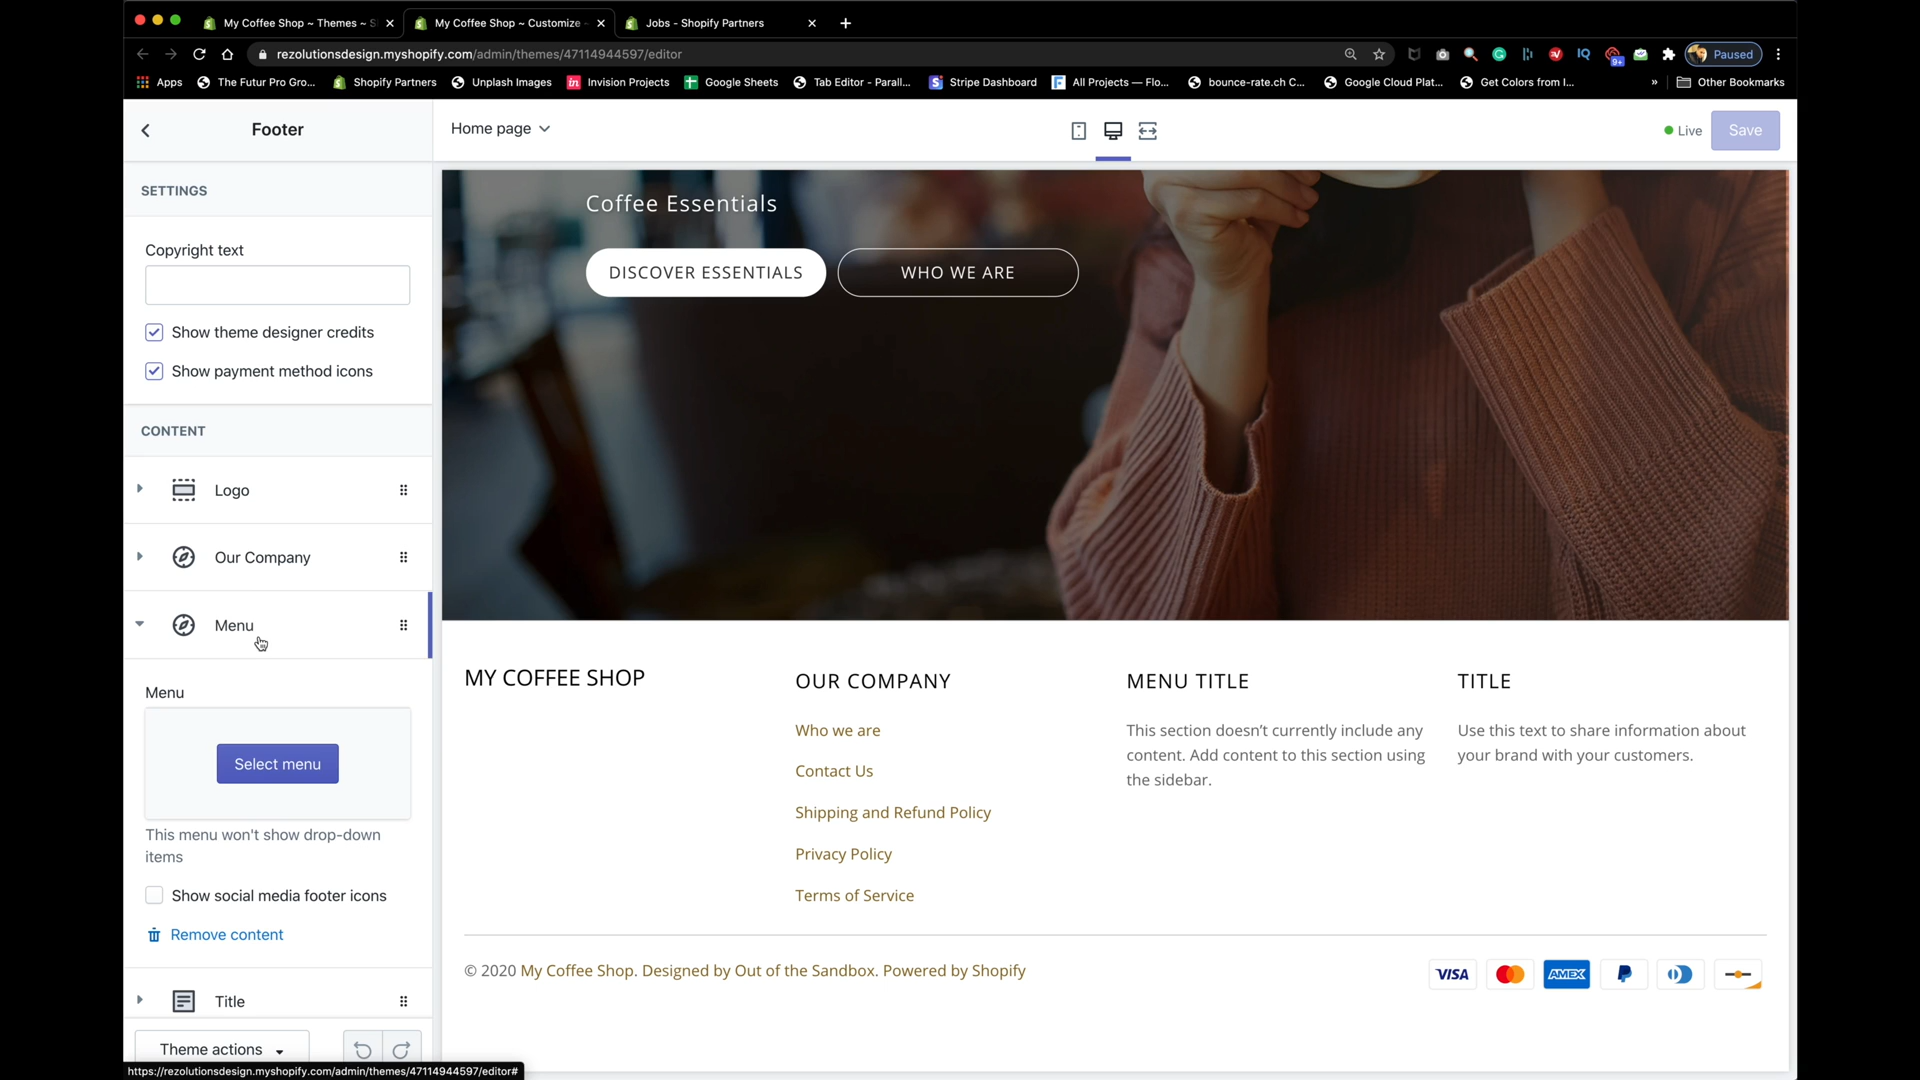 My Coffee Shop ~ Themes ~ S
My Coffee Shop ~ Customize
Jobs - Shopify Partners
rezolutionsdesign.myshopify.com/admin/themes/47114944597/editor
Paused
Apps
The Futur Pro Gro...
Shopify Partners
Unplash Images
Invision Projects
Google Sheets
Tab Editor - Parall...
Stripe Dashboard
All Projects — Flo...
bounce-rate.ch C...
Google Cloud Plat...
Get Colors from I...
»
Other Bookmarks
Footer
Home page
Live
Save
SETTINGS
Copyright text
Show theme designer credits
Show payment method icons
CONTENT
Logo
Our Company
Menu
Menu
Select menu
This menu won't show drop-down
items
Show social media footer icons
Remove content
Title
Theme actions
https://rezolutionsdesign.myshopify.com/admin/themes/47114944597/editor#
Coffee Essentials
DISCOVER ESSENTIALS
WHO WE ARE
MY COFFEE SHOP
OUR COMPANY
Who we are
Contact Us
Shipping and Refund Policy
Privacy Policy
Terms of Service
MENU TITLE
This section doesn’t currently include any
content. Add content to this section using
the sidebar.
TITLE
Use this text to share information about
your brand with your customers.
© 2020 My Coffee Shop. Designed by Out of the Sandbox. Powered by Shopify
VISA
AMEX